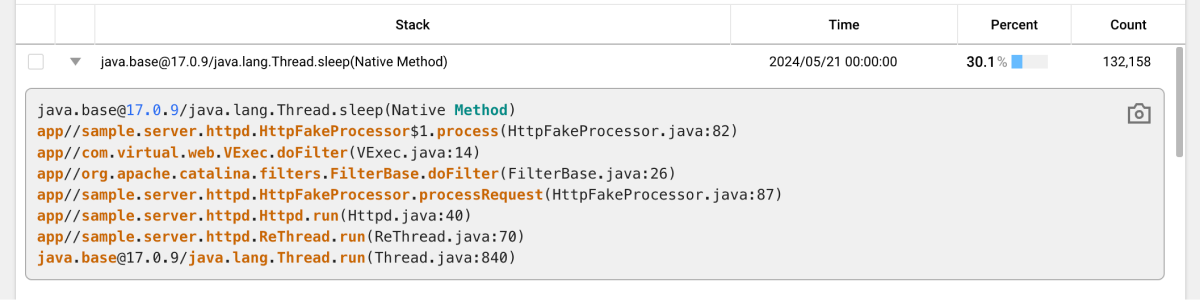 Stack Time Percent Count
java.base@17.0.9/java.lang.Thread.sleep(Native Method) 2024/05/21 00:00:00 30.1% 132,158
java.base@17.0.9/java.lang.Thread.sleep(Native Method)
app//sample.server.httpd.HttpFakeProcessor$1.process(HttpFakeProcessor.java:82)
app//com.virtual.web.VExec.doFilter(VExec.java:14)
app//org.apache.catalina.filters.FilterBase.doFilter(FilterBase.java:26)
app//sample.server.httpd.HttpFakeProcessor.processRequest(HttpFakeProcessor.java:87)
app//sample.server.httpd.Httpd.run(Httpd.java:40)
app//sample.server.httpd.ReThread.run(ReThread.java:70)
java.base@17.0.9/java.lang.Thread.run(Thread.java:840)